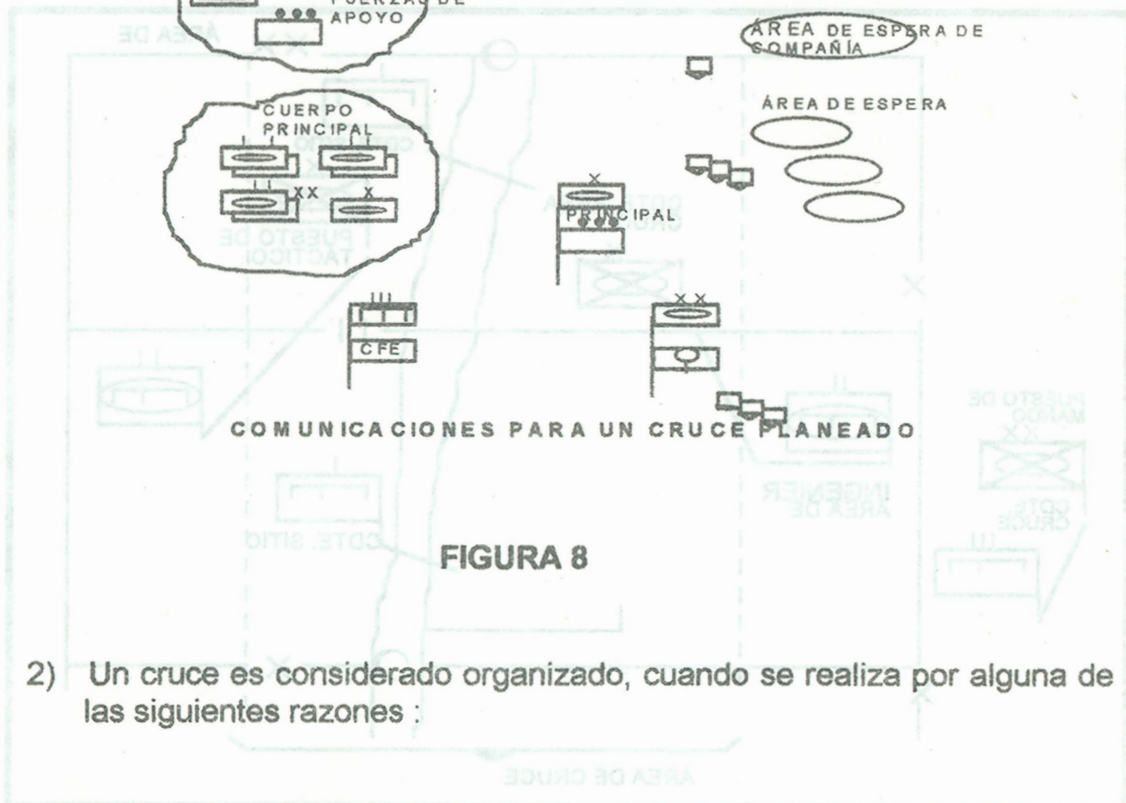 FUERZAS DE
APOYO
ÁREA DE ESPERA DE
COMPAÑÍA
ÁREA DE ESPERA
CUERPO
PRINCIPAL
XX
X
X
PRINCIPAL
III
XX
CFE
COMUNICACIONES PARA UN CRUCE PLANEADO
FIGURA 8
2) Un cruce es considerado organizado, cuando se realiza por alguna de
las siguientes razones :